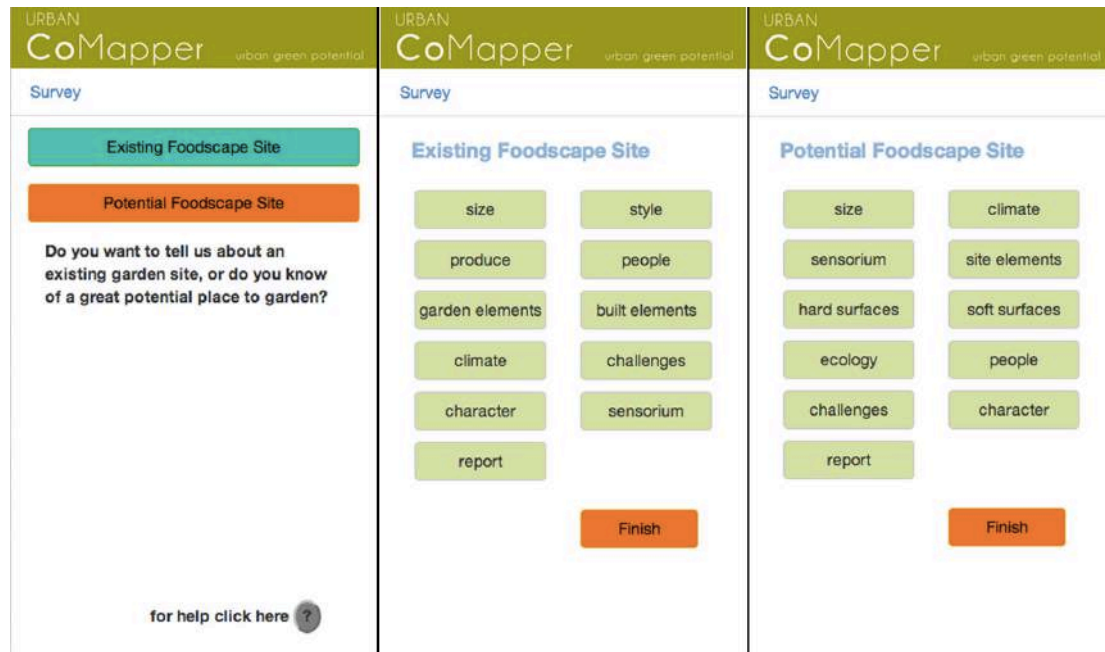 URBAN
CoMapper urban green potential
Survey
Existing Foodscape Site
Potential Foodscape Site
Do you want to tell us about an
existing garden site, or do you know
of a great potential place to garden?
for help click here ?
URBAN
CoMapper urban green potential
Survey
Existing Foodscape Site
size style
produce people
garden elements built elements
climate challenges
character sensorium
report
Finish
URBAN
CoMapper urban green potential
Survey
Potential Foodscape Site
size climate
sensorium site elements
hard surfaces soft surfaces
ecology people
challenges character
report
Finish